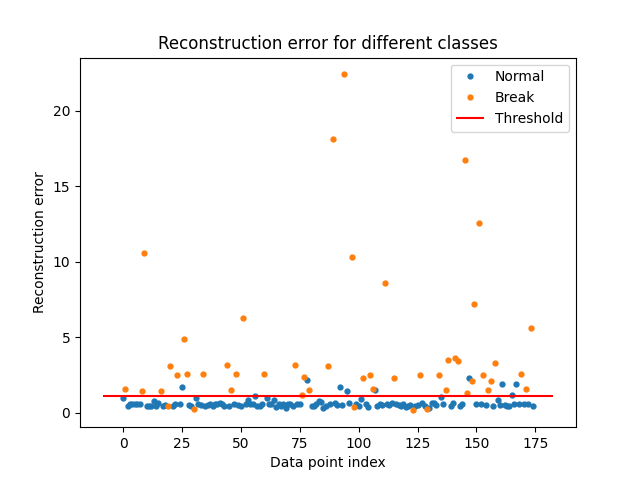 Reconstruction error for different classes
Normal
Break
Threshold
Reconstruction error
20
15
10
5
0
0 25 50 75 100 125 150 175
Data point index